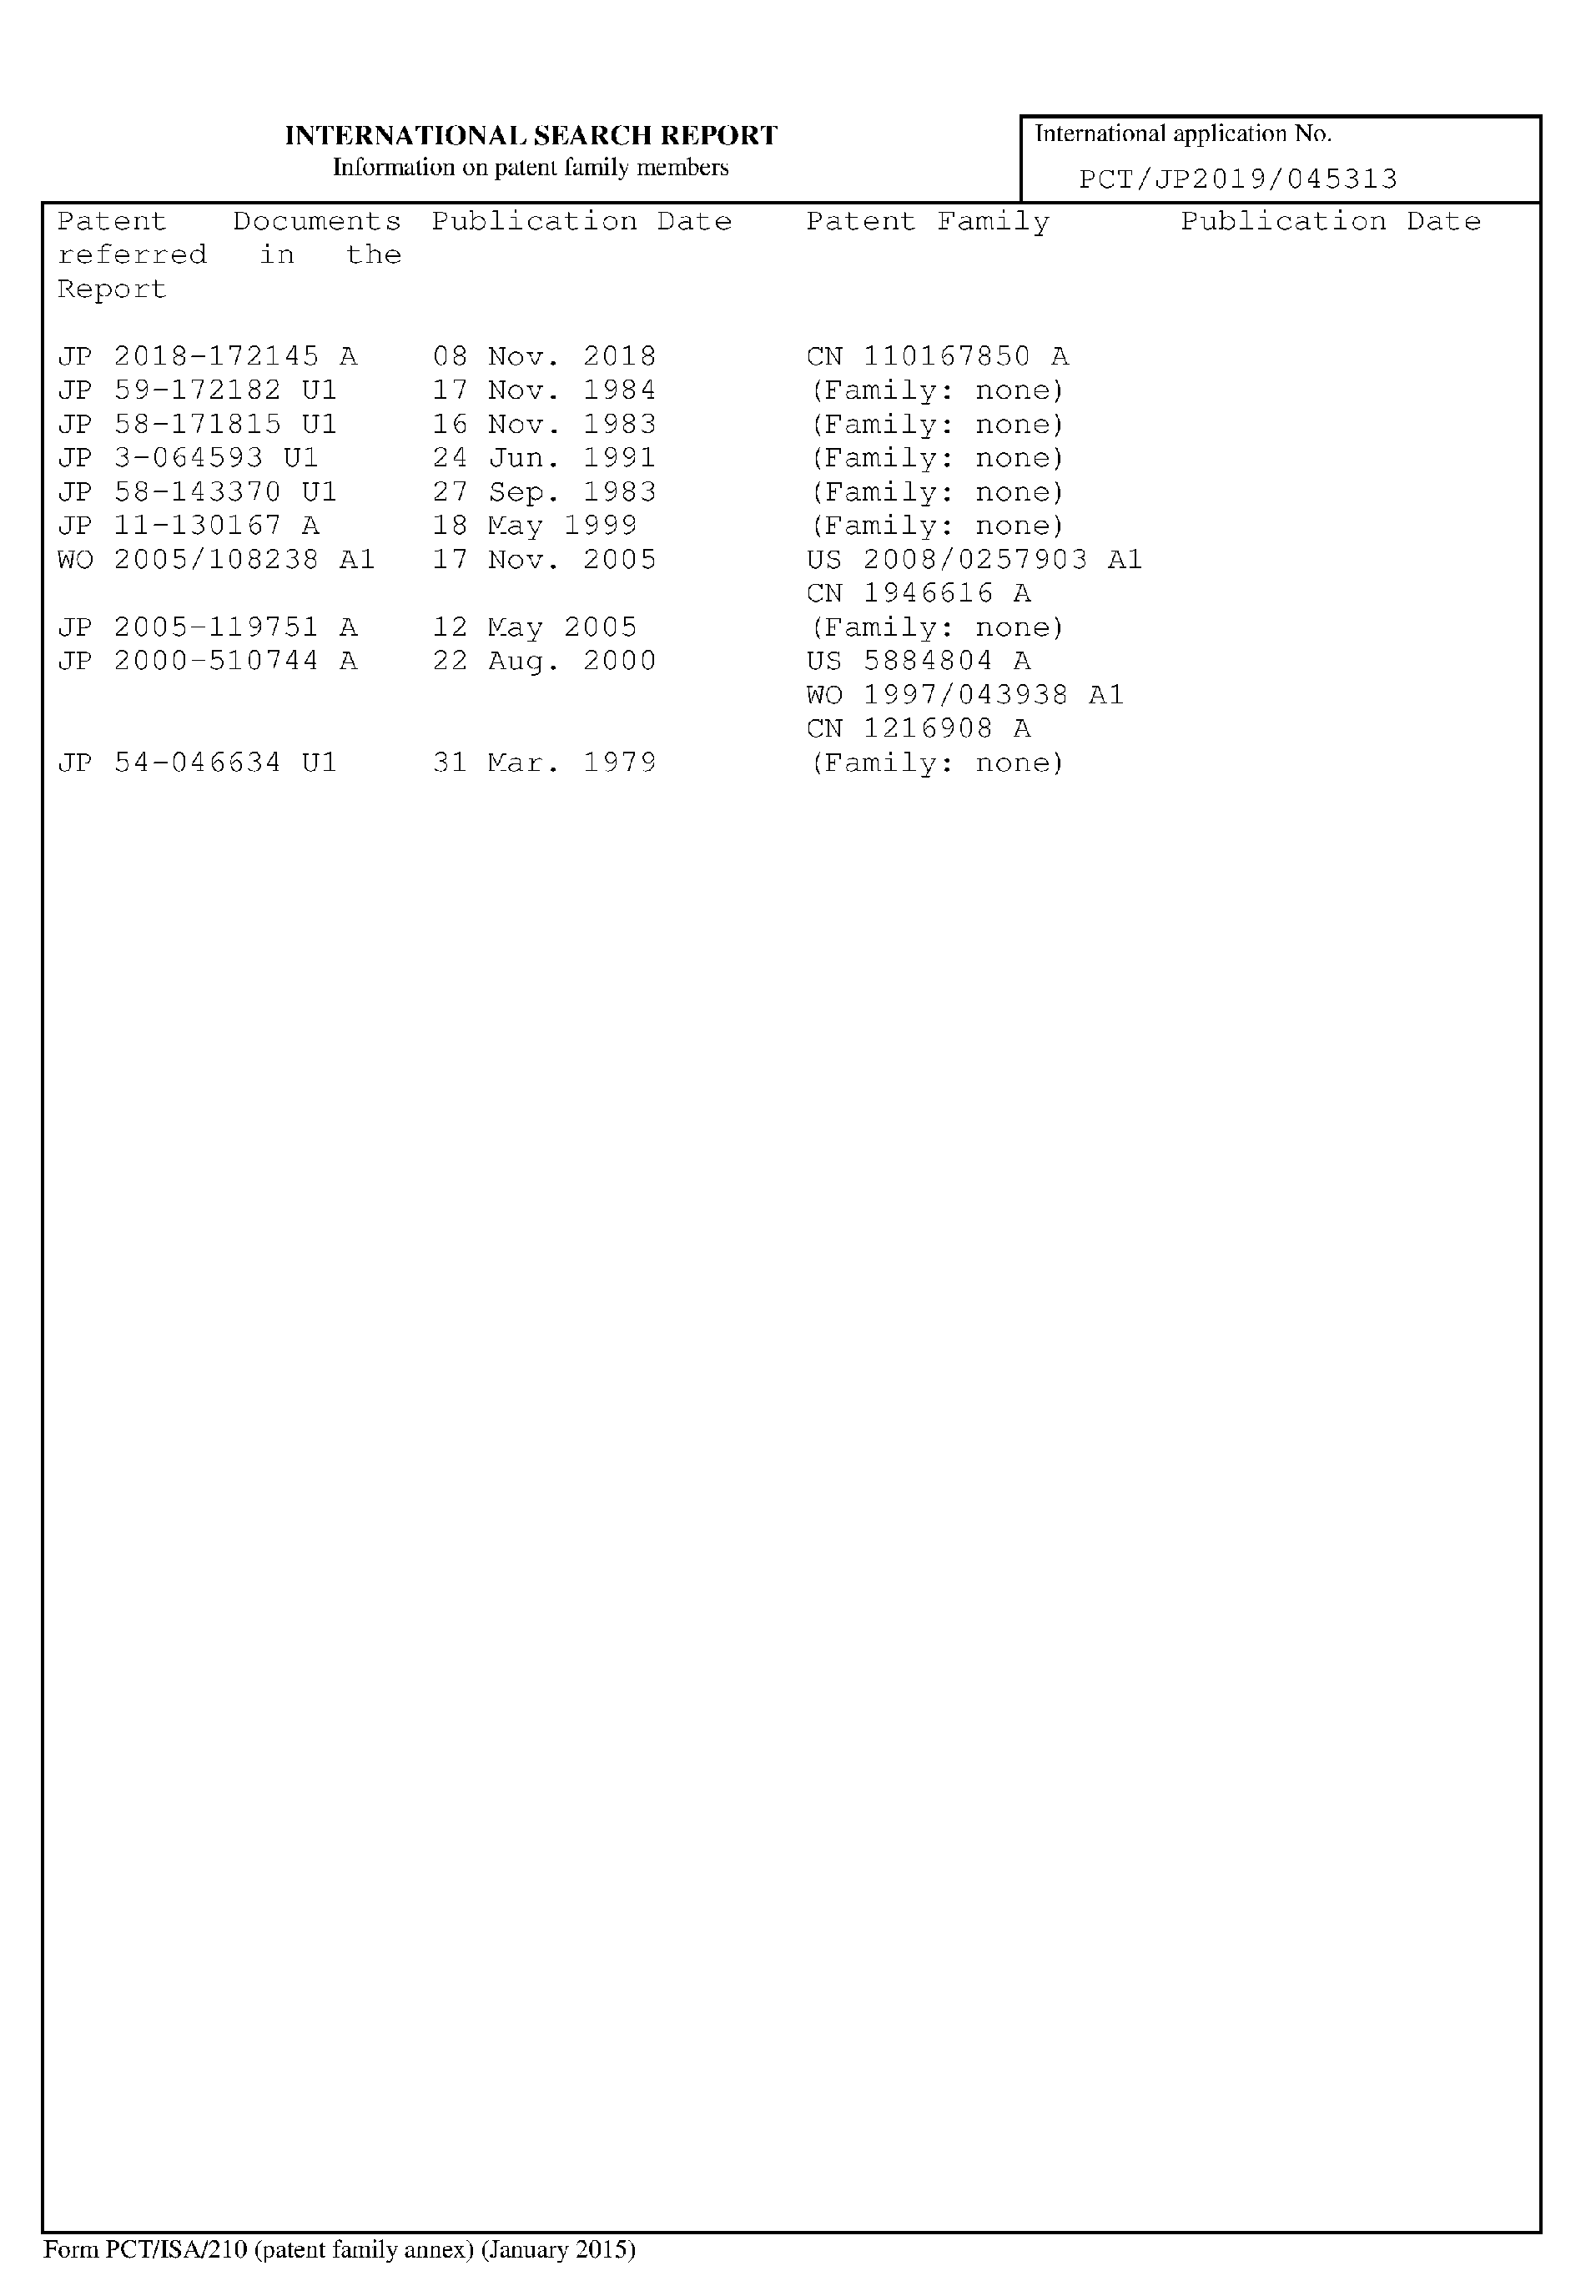 INTERNATIONAL SEARCH REPORT
Information on patent family members
International application No.
PCT/JP2019/045313
Patent Documents Publication Date Patent Family Publication Date
referred in the
Report
JP 2018-172145 A 08 Nov. 2018 CN 110167850 A
JP 59-172182 U1 17 Nov. 1984 (Family: none)
JP 58-171815 U1 16 Nov. 1983 (Family: none)
JP 3-064593 U1 24 Jun. 1991 (Family: none)
JP 58-143370 U1 27 Sep. 1983 (Family: none)
JP 11-130167 A 18 May 1999 (Family: none)
WO 2005/108238 A1 17 Nov. 2005 US 2008/0257903 A1
CN 1946616 A
JP 2005-119751 A 12 May 2005 (Family: none)
JP 2000-510744 A 22 Aug. 2000 US 5884804 A
WO 1997/043938 A1
CN 1216908 A
JP 54-046634 U1 31 Mar. 1979 (Family: none)
Form PCT/ISA/210 (patent family annex) (January 2015)